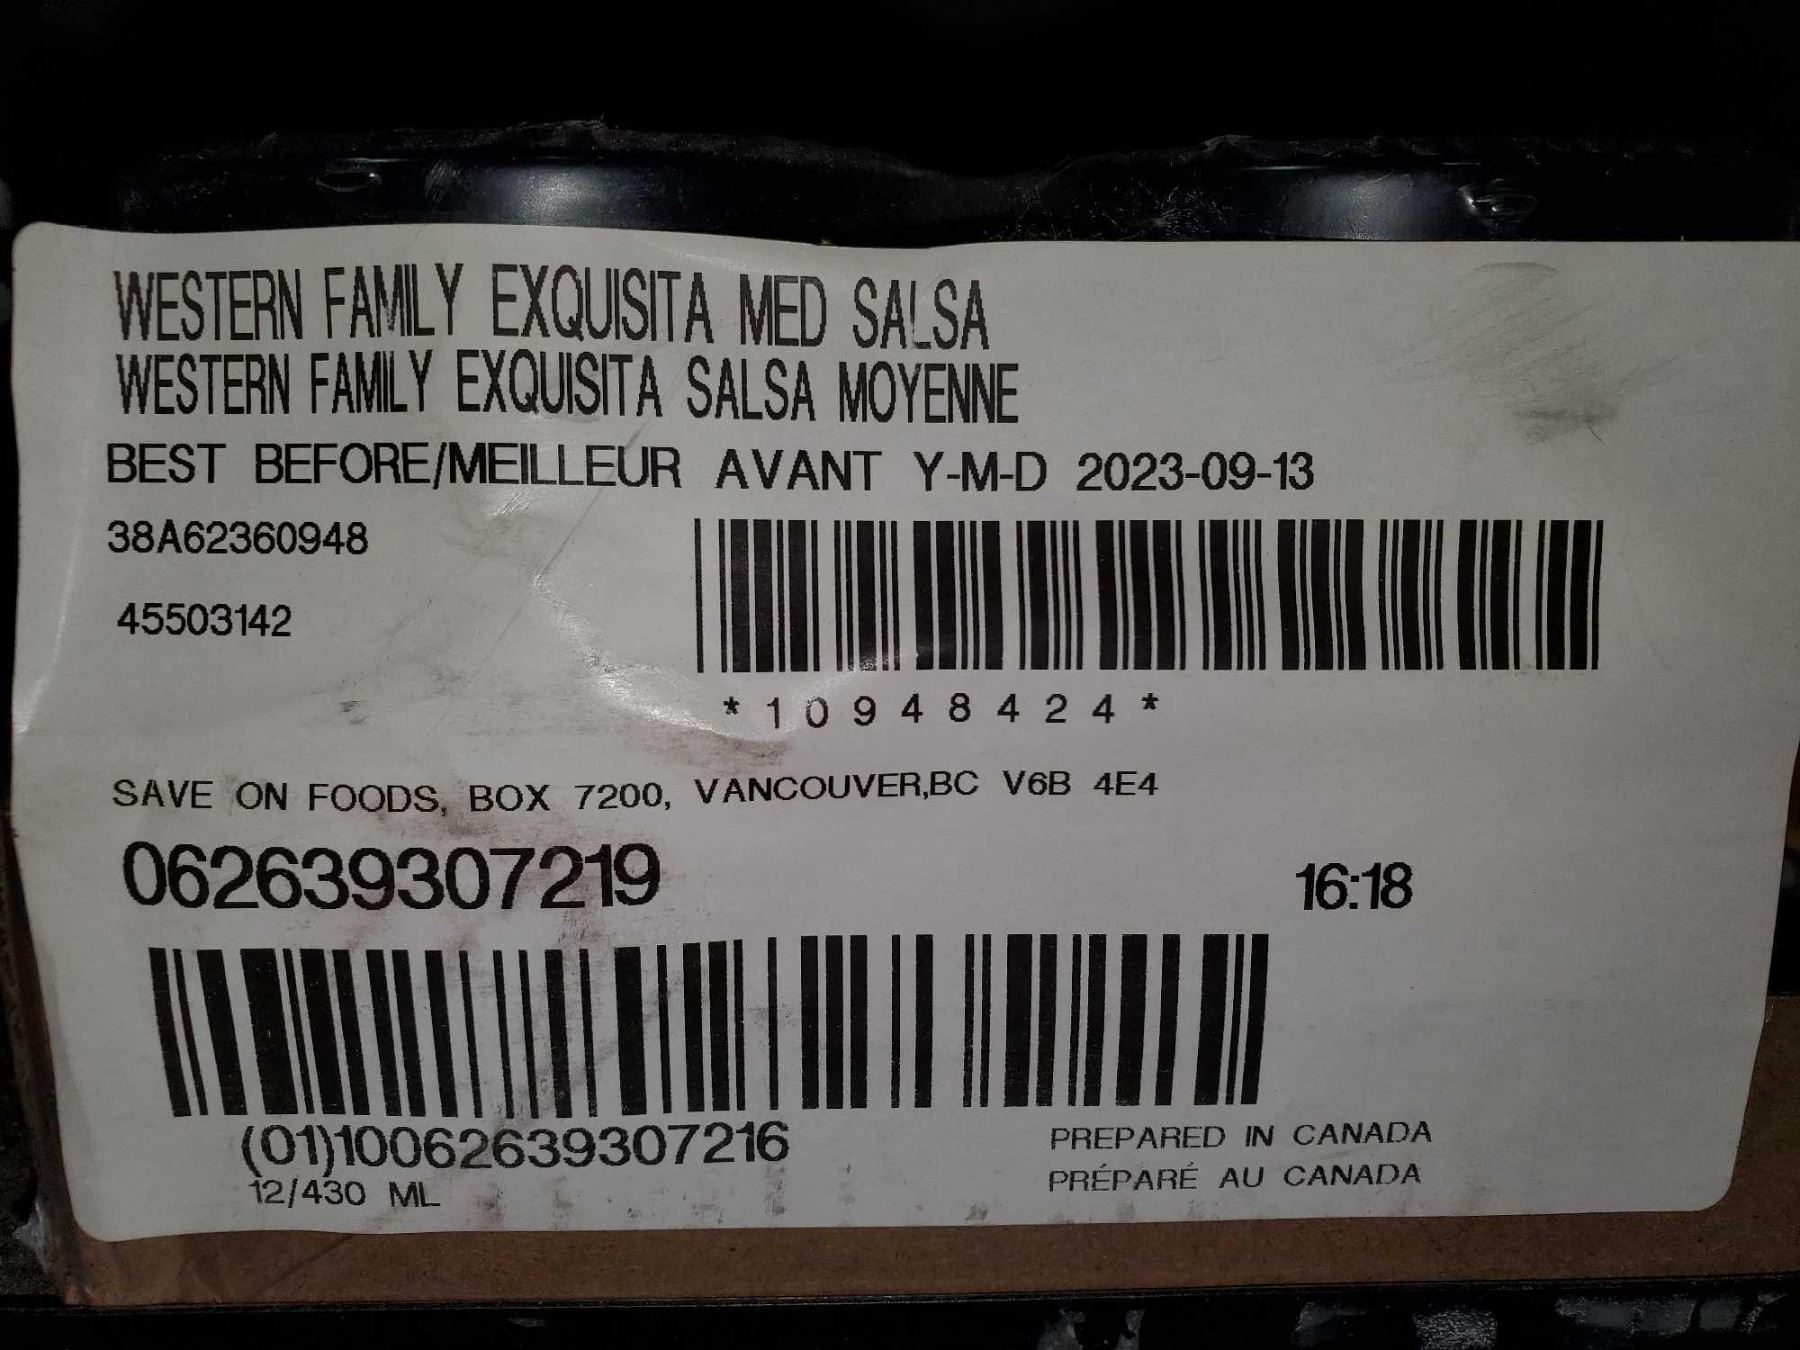 WESTERN FAMILY EXQUISITA MED SALSA
WESTERN FAMILY EXQUISITA SALSA MOYENNE
BEST BEFORE/MEILLEUR AVANT Y-M-D 2023-09-13
38A62360948
45503142
*10948424*
SAVE ON FOODS, BOX 7200, VANCOUVER,BC V6B 4E4
062639307219
16:18
(01)10062639307216
12/430 ML
PREPARED IN CANADA
PRÉPARÉ AU CANADA